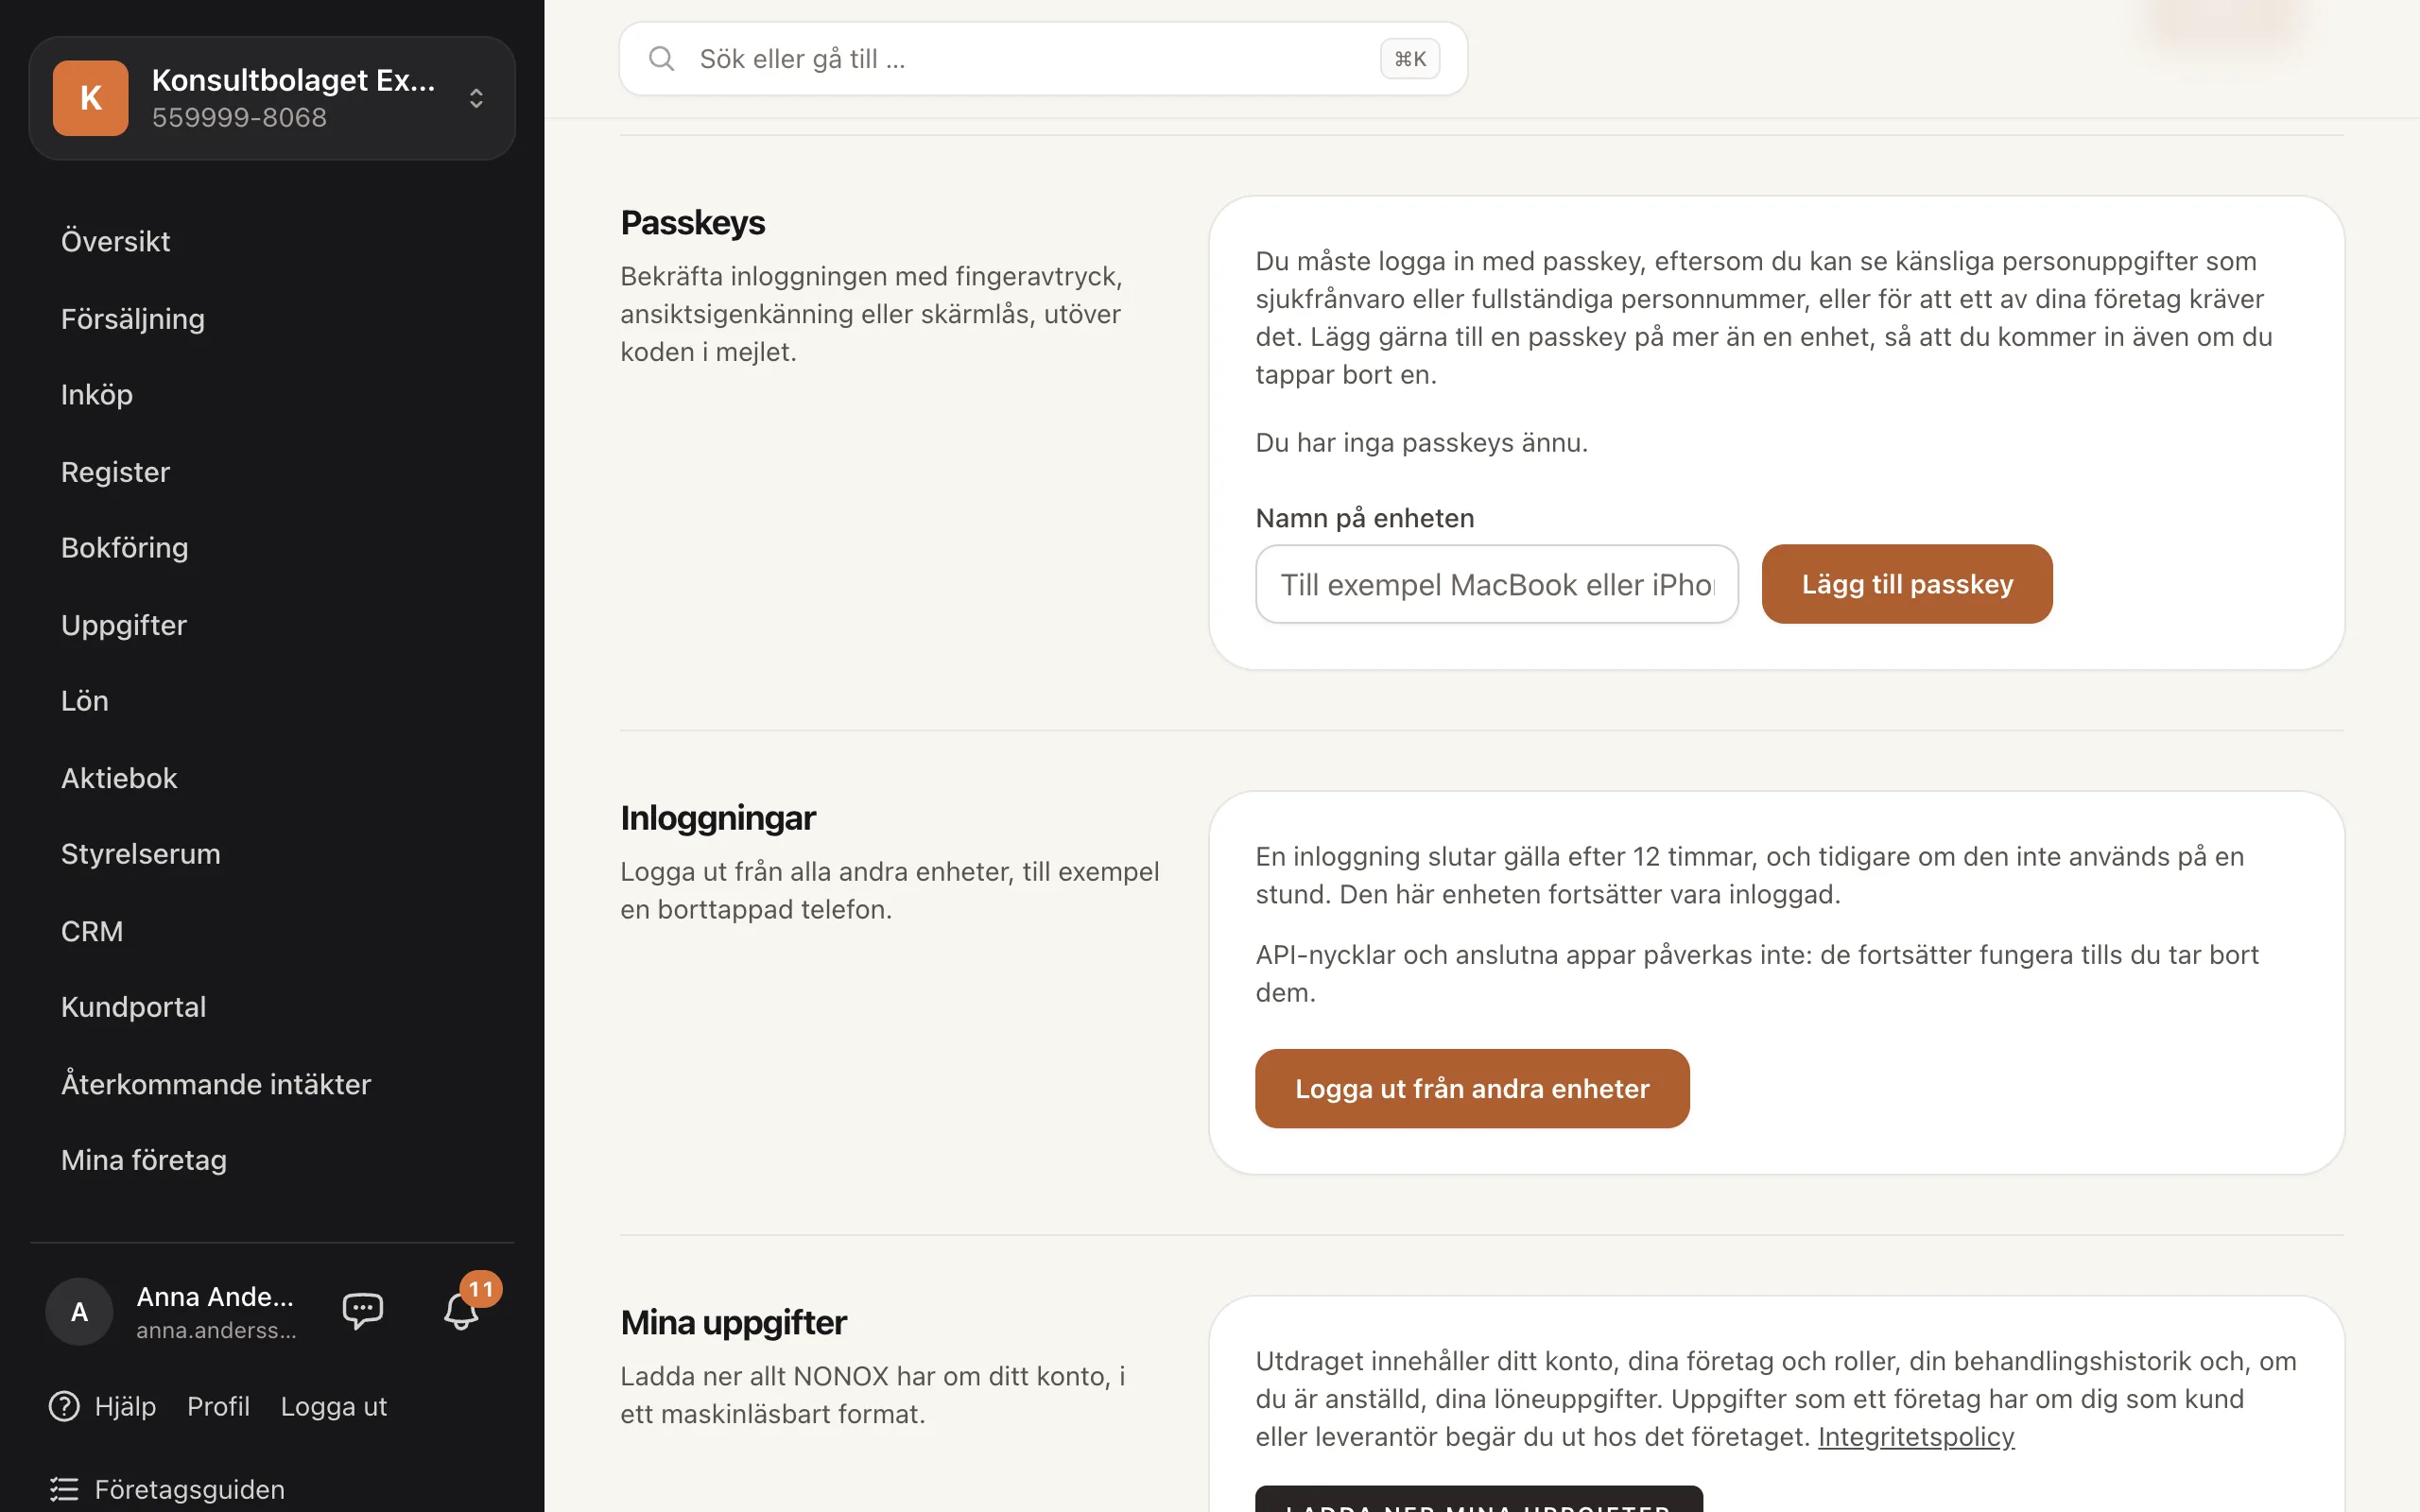 K
Konsultbolaget Ex...
559999-8068
Översikt
Försäljning
Inköp
Register
Bokföring
Uppgifter
Lön
Aktiebok
Styrelserum
CRM
Kundportal
Återkommande intäkter
Mina företag
A
Anna Ande...
anna.anderss...
11
Hjälp
Profil
Logga ut
Företagsguiden
Sök eller gå till ...
⌘K
Passkeys
Bekräfta inloggningen med fingeravtryck,
ansiktsigenkänning eller skärmlås, utöver
koden i mejlet.
Du måste logga in med passkey, eftersom du kan se känsliga personuppgifter som
sjukfrånvaro eller fullständiga personnummer, eller för att ett av dina företag kräver
det. Lägg gärna till en passkey på mer än en enhet, så att du kommer in även om du
tappar bort en.
Du har inga passkeys ännu.
Namn på enheten
Till exempel MacBook eller iPho
Lägg till passkey
Inloggningar
Logga ut från alla andra enheter, till exempel
en borttappad telefon.
En inloggning slutar gälla efter 12 timmar, och tidigare om den inte används på en
stund. Den här enheten fortsätter vara inloggad.
API-nycklar och anslutna appar påverkas inte: de fortsätter fungera tills du tar bort
dem.
Logga ut från andra enheter
Mina uppgifter
Ladda ner allt NONOX har om ditt konto, i
ett maskinläsbart format.
Utdraget innehåller ditt konto, dina företag och roller, din behandlingshistorik och, om
du är anställd, dina löneuppgifter. Uppgifter som ett företag har om dig som kund
eller leverantör begär du ut hos det företaget. Integritetspolicy
LADDA NER MINA UPPGIFTER